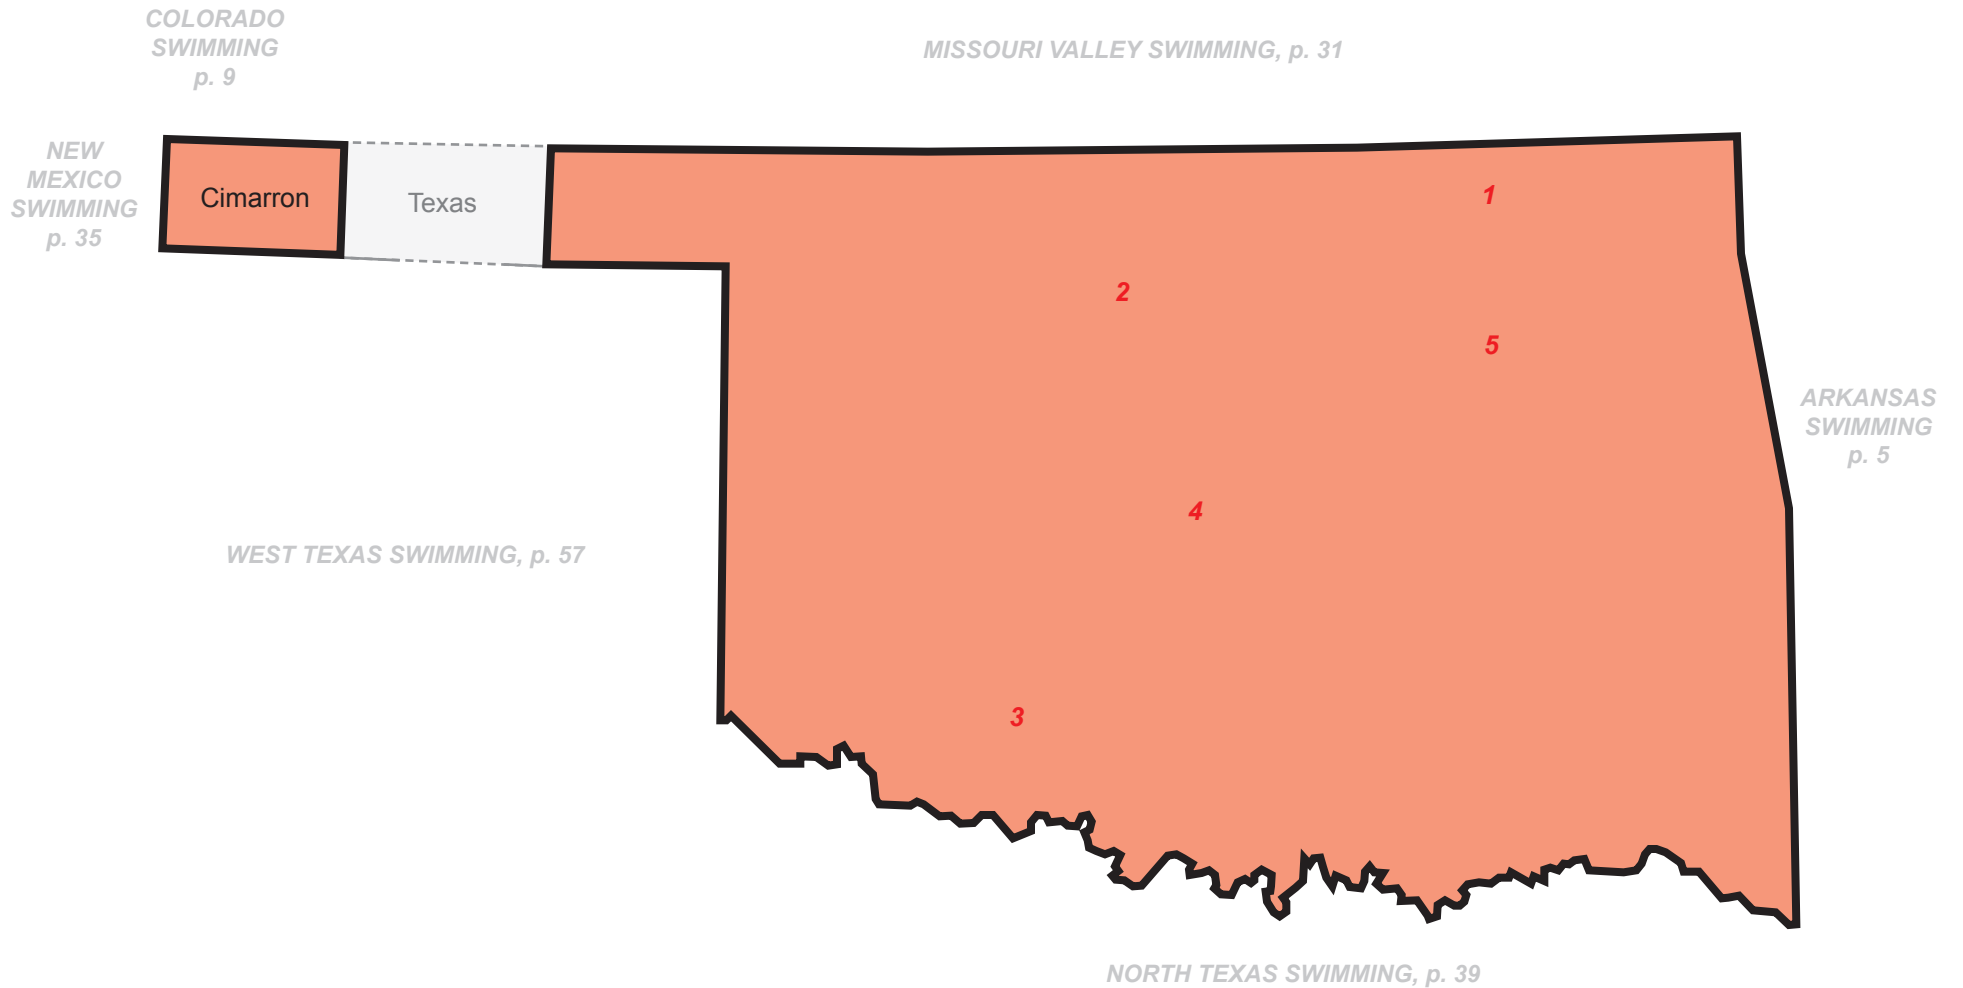 COLORADO
SWIMMING
p. 9
MISSOURI VALLEY SWIMMING, p. 31
NEW
MEXICO
SWIMMING
p. 35
Cimarron
Texas
1
2
5
ARKANSAS
SWIMMING
p. 5
4
WEST TEXAS SWIMMING, p. 57
3
NORTH TEXAS SWIMMING, p. 39